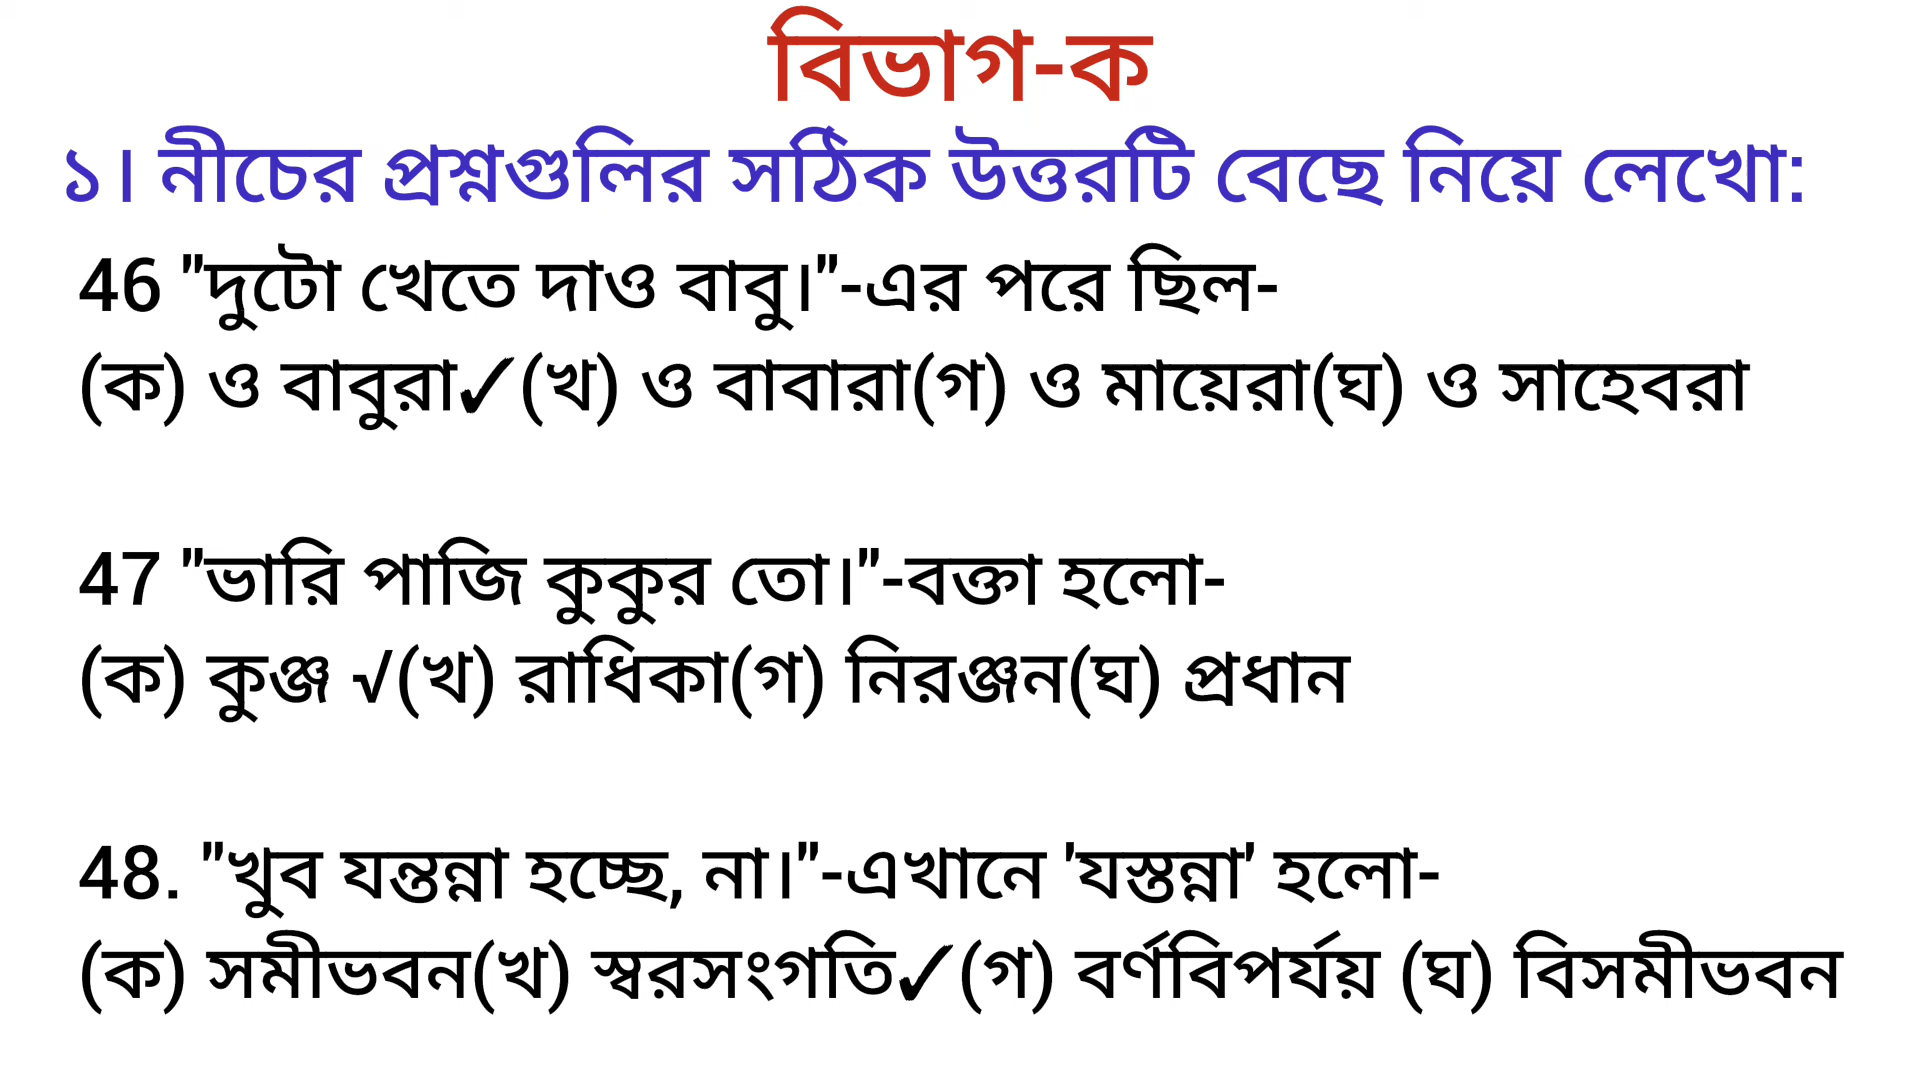 বিভাগ-ক
১। নীচের প্রশ্নগুলির সঠিক উত্তরটি বেছে নিয়ে লেখো:
46 "দুটো খেতে দাও বাবু।"-এর পরে ছিল-
(ক) ও বাবুরা✓(খ) ও বাবারা(গ) ও মায়েরা(ঘ) ও সাহেবরা
47 "ভারি পাজি কুকুর তো।"-বক্তা হলো-
(ক) কুঞ্জ √(খ) রাধিকা(গ) নিরঞ্জন(ঘ) প্রধান
48. "খুব যন্তন্না হচ্ছে, না।"-এখানে 'যস্তন্না' হলো-
(ক) সমীভবন(খ) স্বরসংগতি✓(গ) বর্ণবিপর্যয় (ঘ) বিসমীভবন